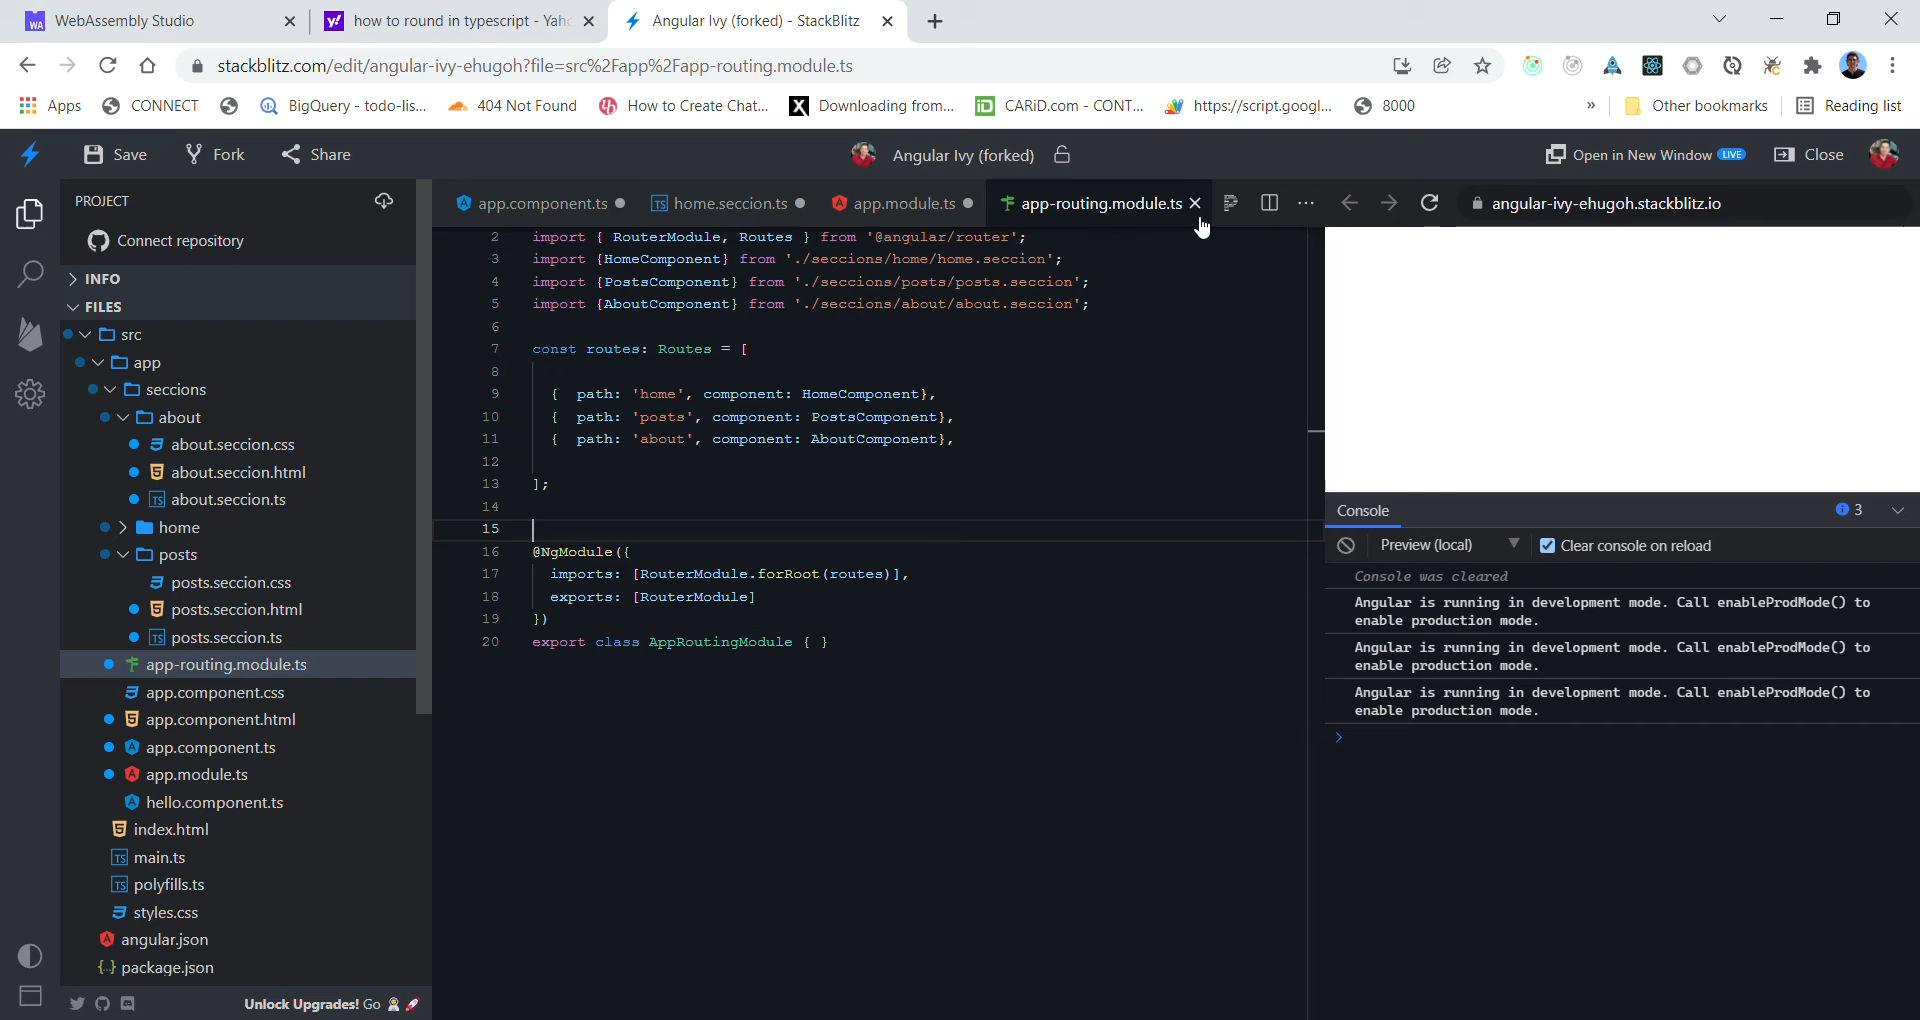 WebAssembly Studio
how to round in typescript - Yaho
Angular Ivy (forked) - StackBlitz
stackblitz.com/edit/angular-ivy-ehugoh?file=src%2Fapp%2Fapp-routing.module.ts
Apps CONNECT BigQuery - todo-lis... 404 Not Found How to Create Chat... Downloading from... CARiD.com - CONT... https://script.googl... 8000 » Other bookmarks Reading list
Save Fork Share Angular Ivy (forked) Open in New Window LIVE Close
PROJECT
Connect repository
INFO
FILES
src
app
seccions
about
about.seccion.css
about.seccion.html
about.seccion.ts
home
posts
posts.seccion.css
posts.seccion.html
posts.seccion.ts
app-routing.module.ts
app.component.css
app.component.html
app.component.ts
app.module.ts
hello.component.ts
index.html
main.ts
polyfills.ts
styles.css
angular.json
package.json
Unlock Upgrades! Go
app.component.ts home.seccion.ts app.module.ts app-routing.module.ts
2 import { RouterModule, Routes } from '@angular/router';
3 import {HomeComponent} from './seccions/home/home.seccion';
4 import {PostsComponent} from './seccions/posts/posts.seccion';
5 import {AboutComponent} from './seccions/about/about.seccion';
6
7 const routes: Routes = [
8
9 { path: 'home', component: HomeComponent},
10 { path: 'posts', component: PostsComponent},
11 { path: 'about', component: AboutComponent},
12
13 ];
14
15
16 @NgModule({
17 imports: [RouterModule.forRoot(routes)],
18 exports: [RouterModule]
19 })
20 export class AppRoutingModule { }
angular-ivy-ehugoh.stackblitz.io
Console 3
Preview (local) Clear console on reload
Console was cleared
Angular is running in development mode. Call enableProdMode() to
enable production mode.
Angular is running in development mode. Call enableProdMode() to
enable production mode.
Angular is running in development mode. Call enableProdMode() to
enable production mode.